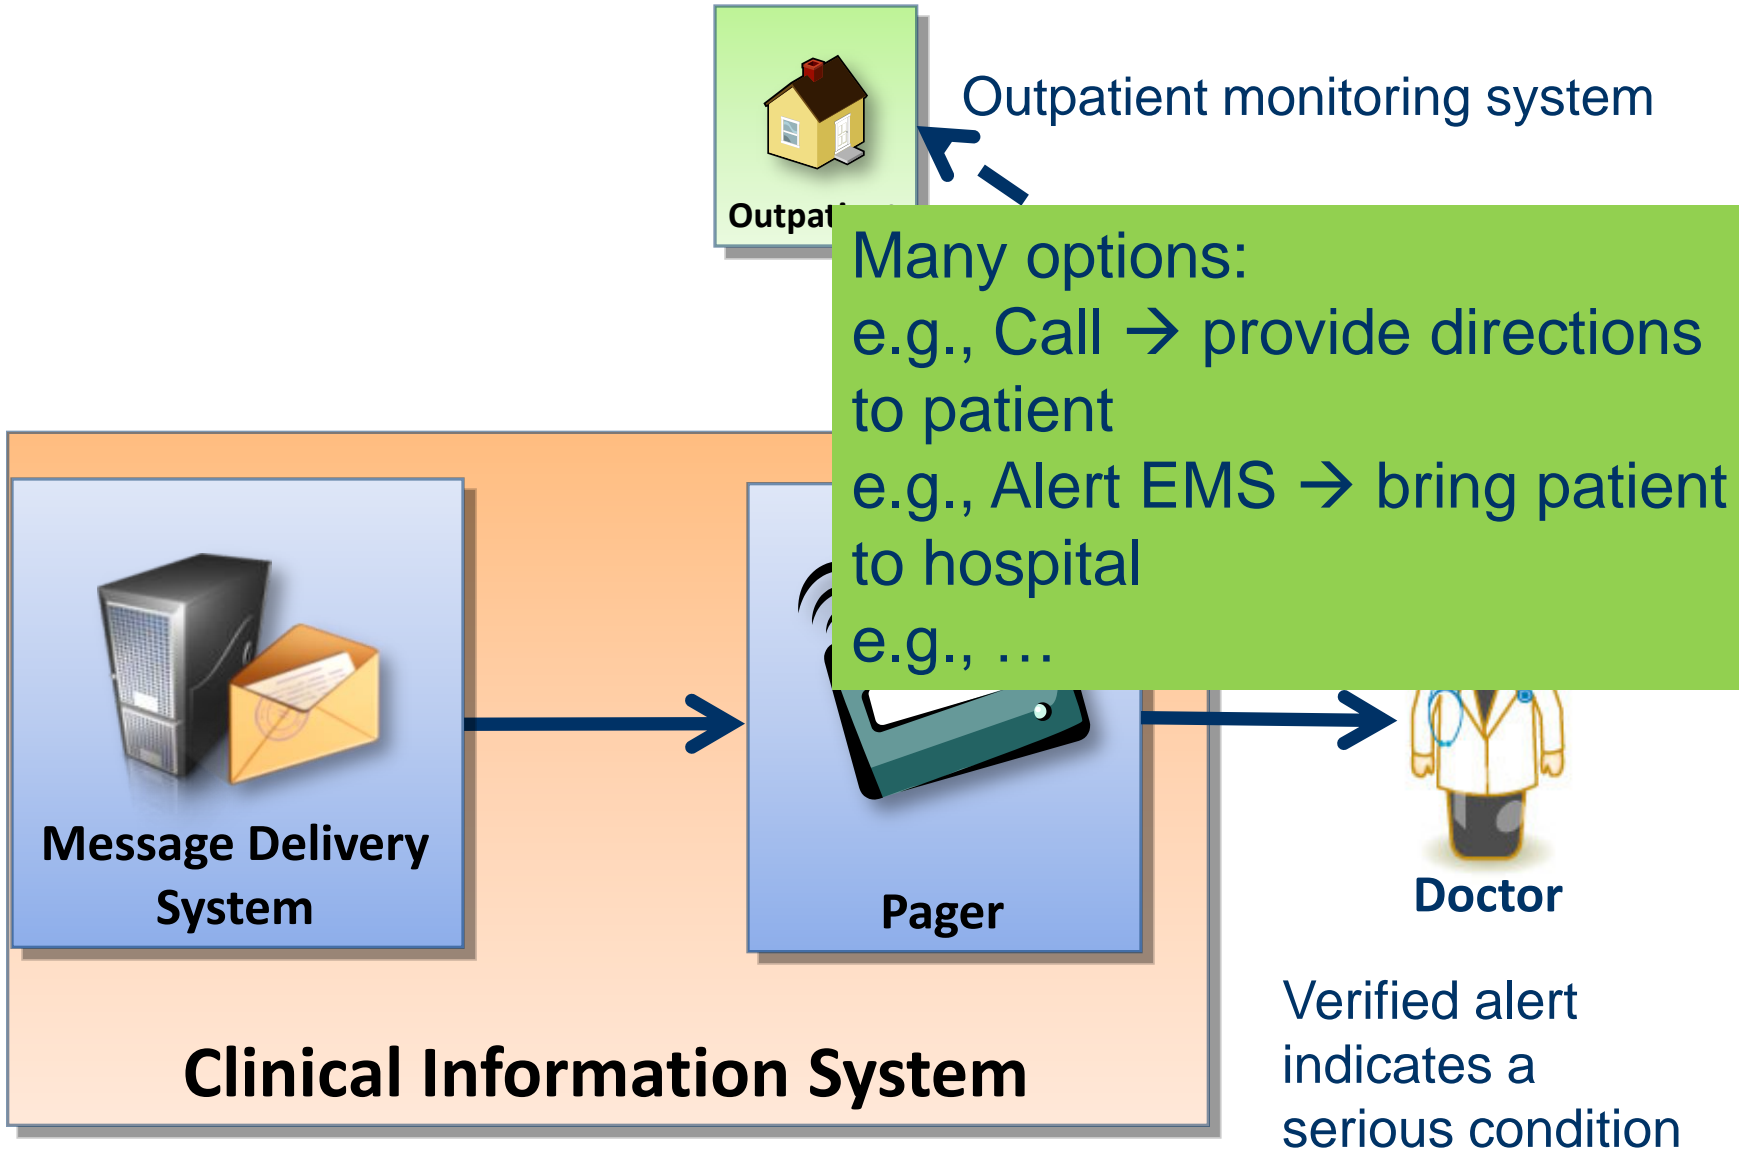 Outpatient monitoring system
Many options:
e.g., Call → provide directions
to patient
e.g., Alert EMS → bring patient
to hospital
e.g., …
Message Delivery
System
Pager
Doctor
Clinical Information System
Verified alert
indicates a
serious condition